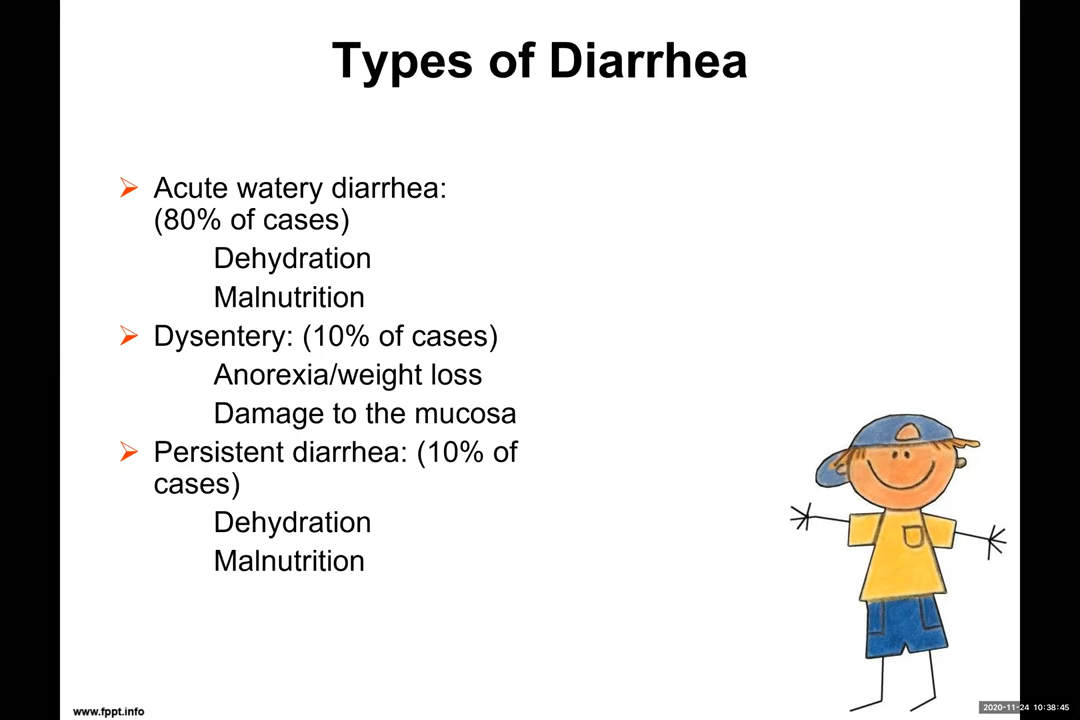 Types of Diarrhea
Acute watery diarrhea:
(80% of cases)
Dehydration
Malnutrition
Dysentery: (10% of cases)
Anorexia/weight loss
Damage to the mucosa
Persistent diarrhea: (10% of
cases)
Dehydration
Malnutrition
www.fppt.info
2020-11-24 10:38:45